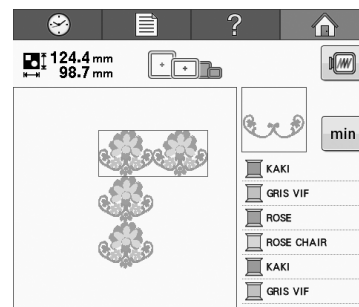 ?
124.4 mm
98.7 mm
min
KAKI
GRIS VIF
ROSE
ROSE CHAIR
KAKI
GRIS VIF